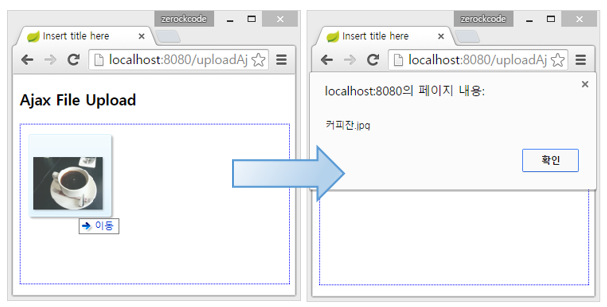 zerockcode
Insert title here
localhost:8080/uploadAj
Ajax File Upload
이동
zerockcode
Insert title here
localhost:8080/uploadAj
localhost:8080의 페이지 내용:
커피잔.jpg
확인